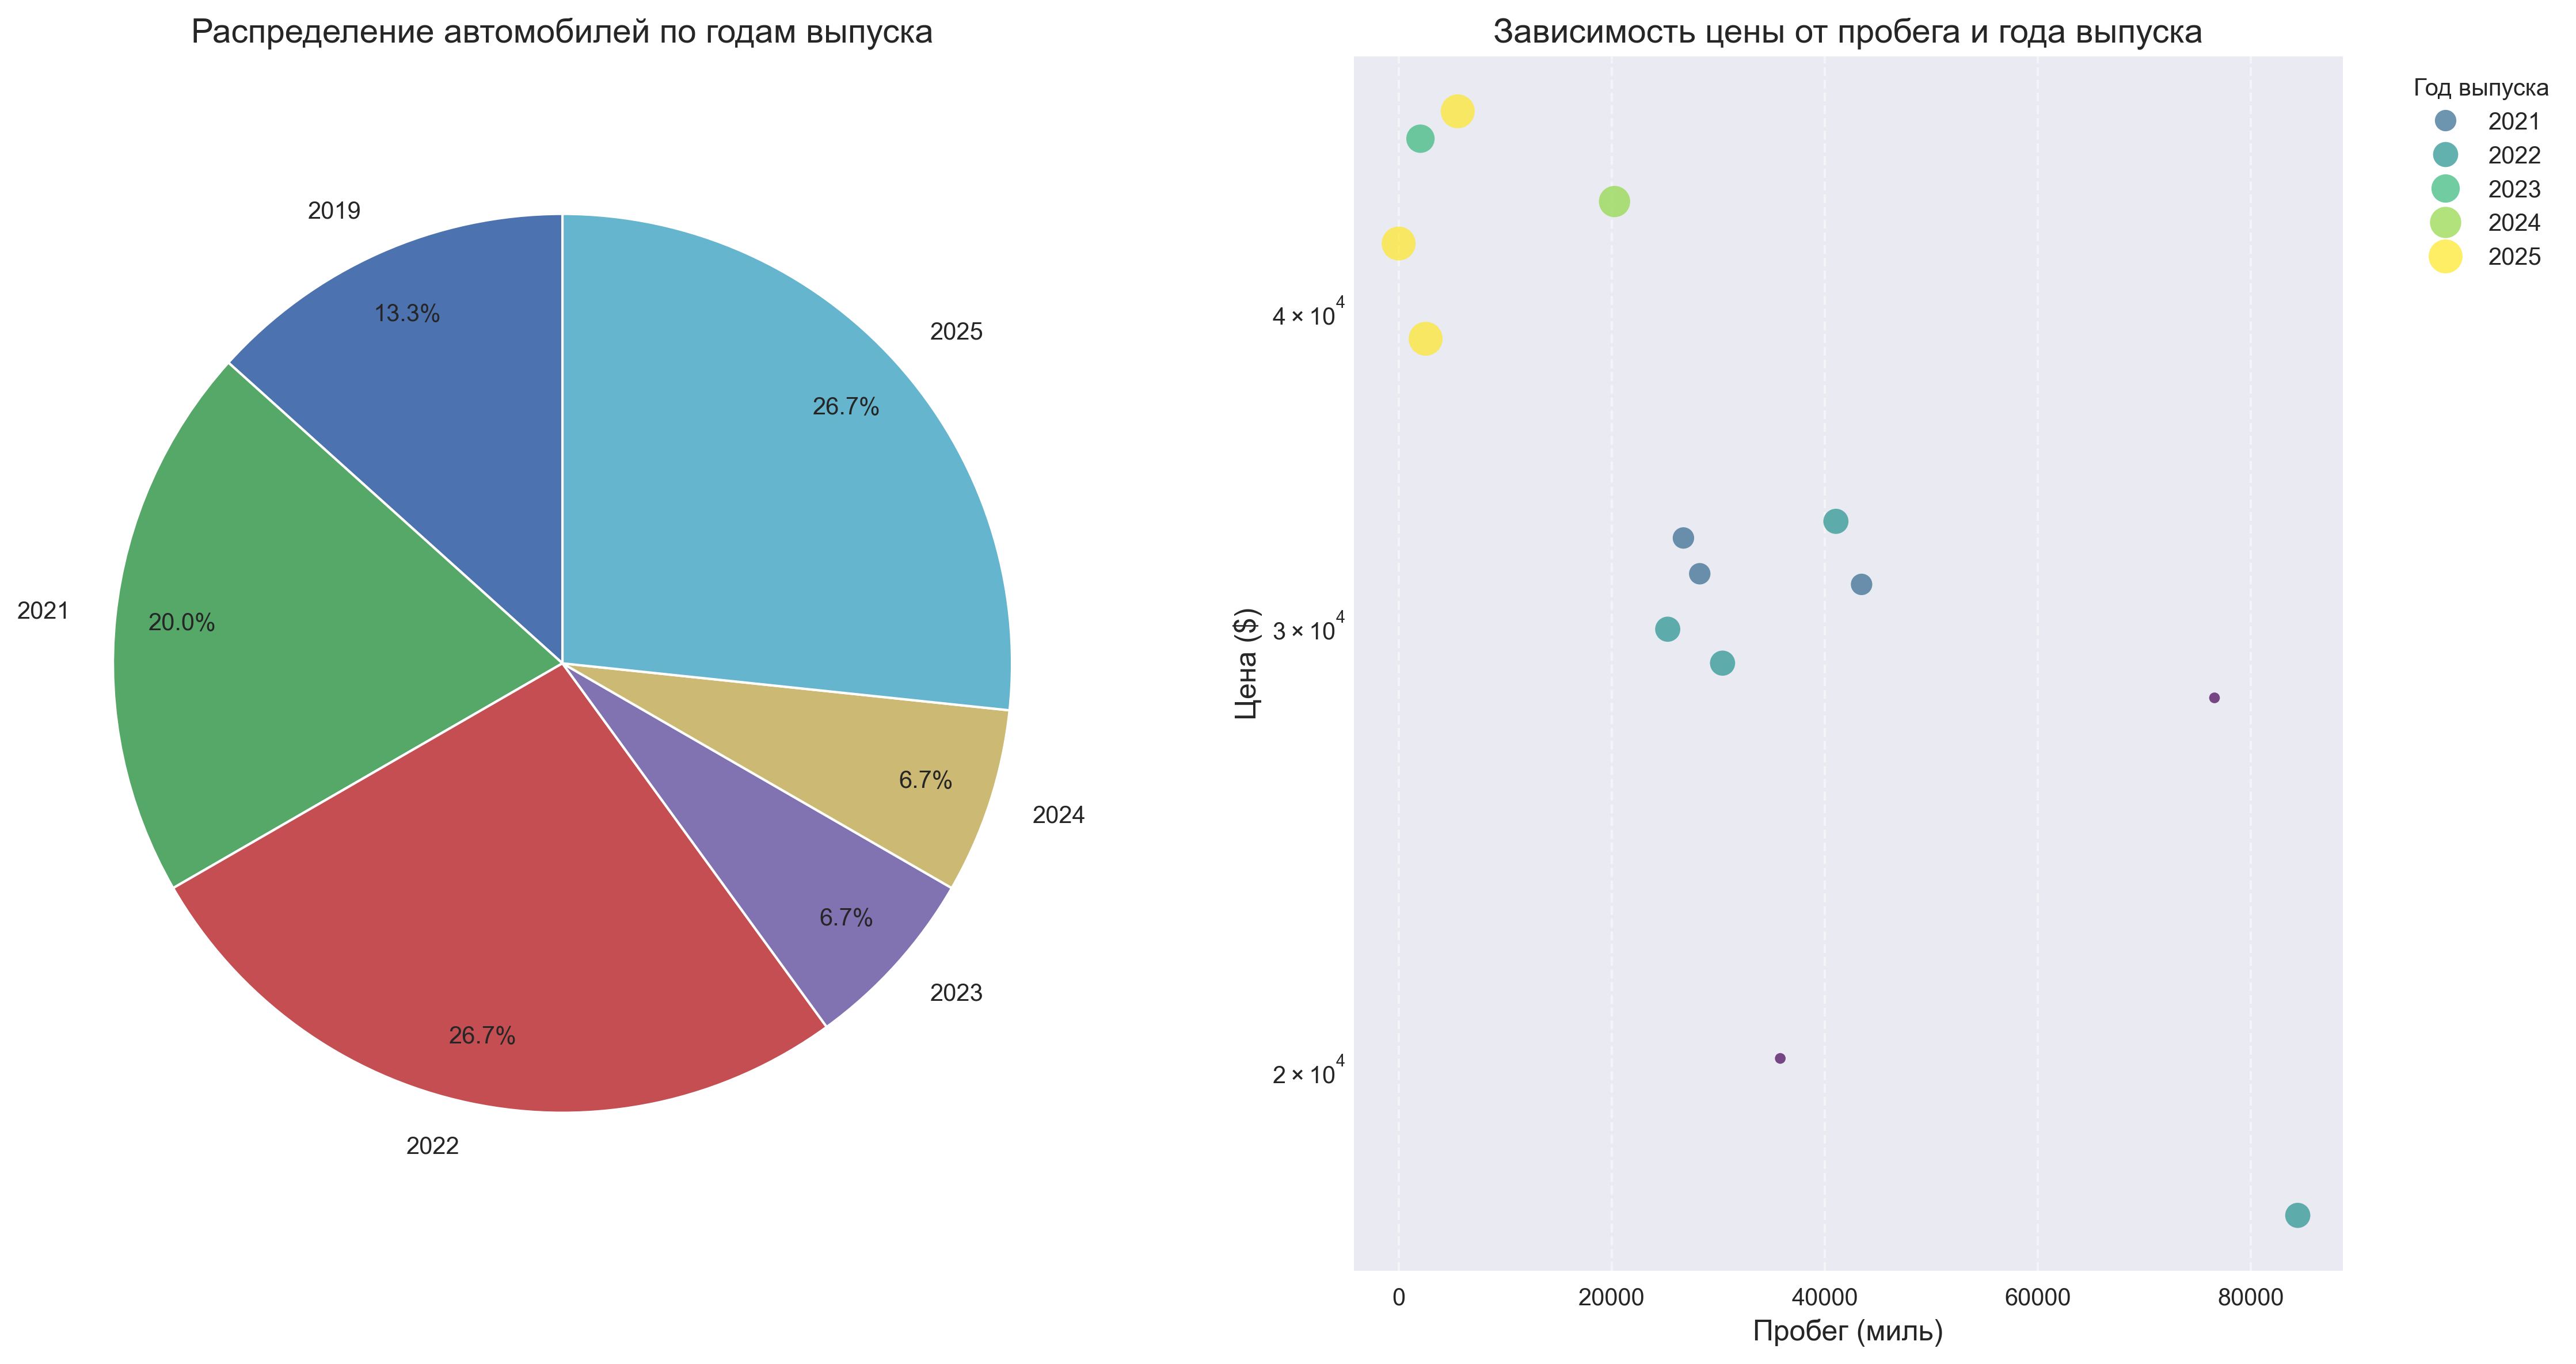 Распределение автомобилей по годам выпуска
2019
13.3%
2025
26.7%
2021
20.0%
6.7%
2024
6.7%
2023
26.7%
2022
Зависимость цены от пробега и года выпуска
Цена ($)
4 × 10⁴
3 × 10⁴
2 × 10⁴
0 20000 40000 60000 80000
Пробег (миль)
Год выпуска
2021
2022
2023
2024
2025